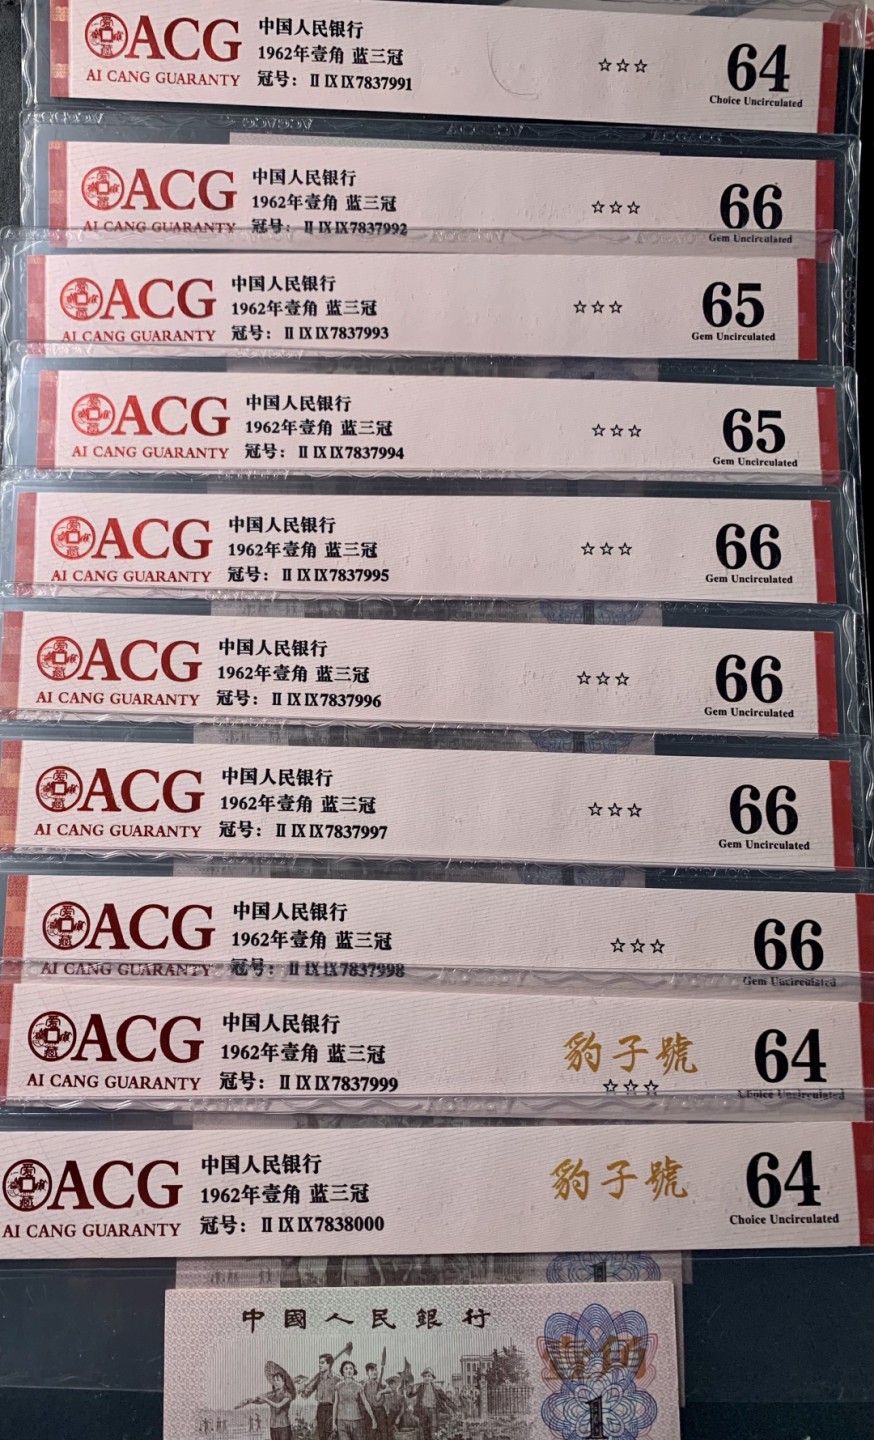 ACG
AI CANG GUARANTY
中国人民银行
1962年壹角 蓝三冠
冠号: II IX IX7837991
☆☆☆
64
Choice Uncirculated
ACG
AI CANG GUARANTY
中国人民银行
1962年壹角 蓝三冠
冠号: II IX IX7837992
☆☆☆
66
Gem Uncirculated
ACG
AI CANG GUARANTY
中国人民银行
1962年壹角 蓝三冠
冠号: II IX IX7837993
☆☆☆
65
Gem Uncirculated
ACG
AI CANG GUARANTY
中国人民银行
1962年壹角 蓝三冠
冠号: II IX IX7837994
☆☆☆
65
Gem Uncirculated
ACG
AI CANG GUARANTY
中国人民银行
1962年壹角 蓝三冠
冠号: II IX IX7837995
☆☆☆
66
Gem Uncirculated
ACG
AI CANG GUARANTY
中国人民银行
1962年壹角 蓝三冠
冠号: II IX IX7837996
☆☆☆
66
Gem Uncirculated
ACG
AI CANG GUARANTY
中国人民银行
1962年壹角 蓝三冠
冠号: II IX IX7837997
☆☆☆
66
Gem Uncirculated
ACG
AI CANG GUARANTY
中国人民银行
1962年壹角 蓝三冠
冠号: II IX IX7837998
☆☆☆
66
Gem Uncirculated
ACG
AI CANG GUARANTY
中国人民银行
1962年壹角 蓝三冠
冠号: II IX IX7837999
豹子號
☆☆☆
64
Choice Uncirculated
ACG
AI CANG GUARANTY
中国人民银行
1962年壹角 蓝三冠
冠号: II IX IX7838000
豹子號
64
Choice Uncirculated
1
中國人民銀行
壹角
1